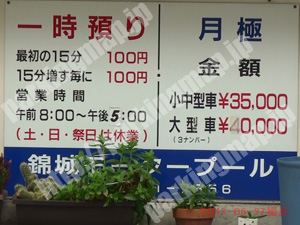 一時預り
最初の15分 100円
15分増す毎に 100円
営業時間
午前8:00〜午後5:00
(土・日・祭日は休業)
月極
金額
小中型車¥35,000
大型車¥40,000
(3ナンバー)
錦城モータープール